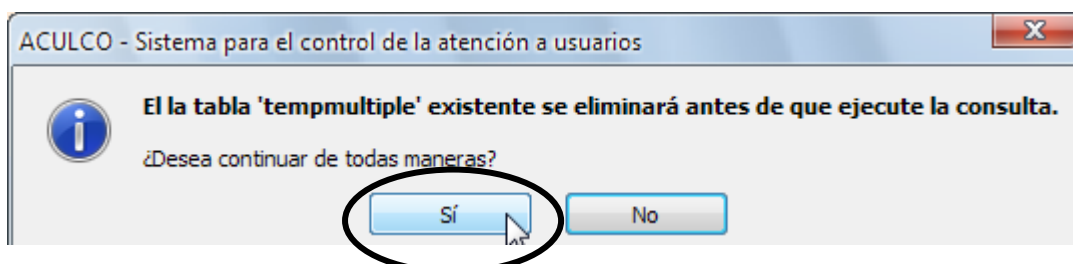 ACULCO - Sistema para el control de la atención a usuarios
El la tabla 'tempmultiple' existente se eliminará antes de que ejecute la consulta.
¿Desea continuar de todas maneras?
Sí No